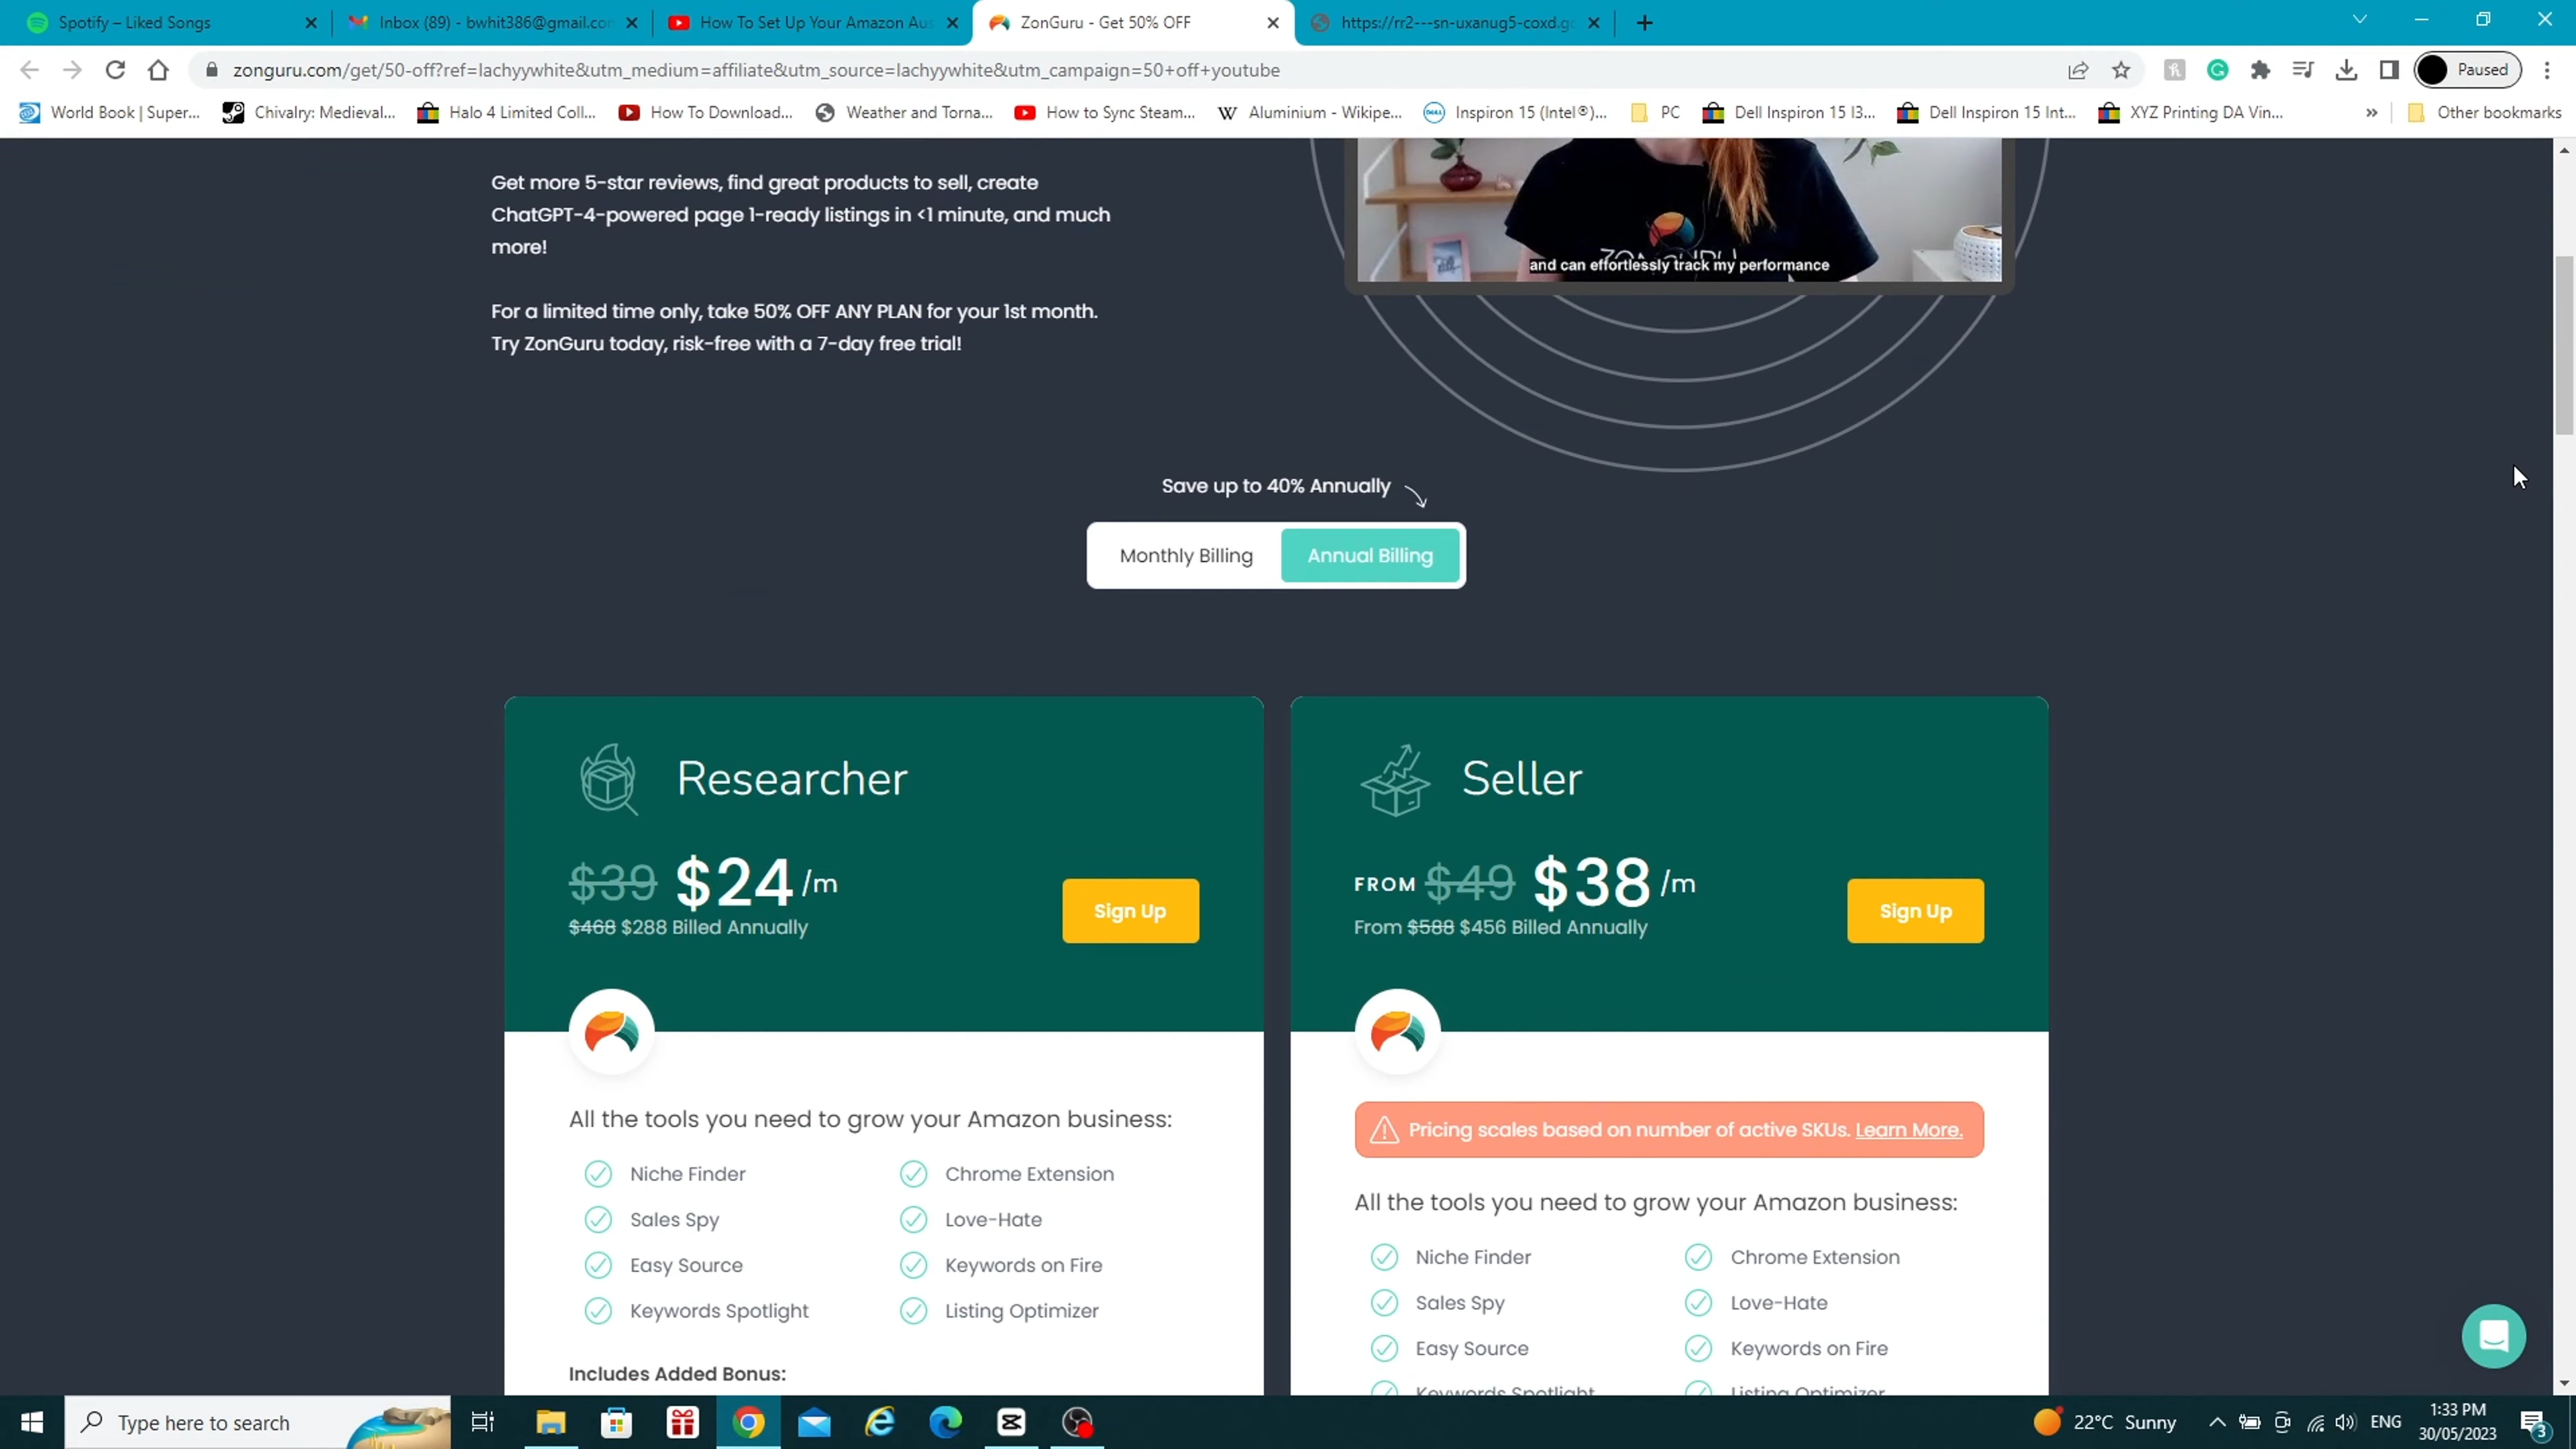 Spotify – Liked Songs
Inbox (89) - bwhit386@gmail.con
How To Set Up Your Amazon Aus
ZonGuru - Get 50% OFF
https://rr2---sn-uxanug5-coxd.gc
zonguru.com/get/50-off?ref=lachyywhite&utm_medium=affiliate&utm_source=lachyywhite&utm_campaign=50+off+youtube
Paused
World Book | Super...
Chivalry: Medieval...
Halo 4 Limited Coll...
How To Download...
Weather and Torna...
How to Sync Steam...
Aluminium - Wikipe...
Inspiron 15 (Intel®)...
PC
Dell Inspiron 15 I3...
Dell Inspiron 15 Int...
XYZ Printing DA Vin...
»
Other bookmarks
Get more 5-star reviews, find great products to sell, create
ChatGPT-4-powered page 1-ready listings in <1 minute, and much
more!
ZONGURU
and can effortlessly track my performance
For a limited time only, take 50% OFF ANY PLAN for your 1st month.
Try ZonGuru today, risk-free with a 7-day free trial!
Save up to 40% Annually
Monthly Billing
Annual Billing
Researcher
$39 $24 /m
$468 $288 Billed Annually
Sign Up
All the tools you need to grow your Amazon business:
Niche Finder
Chrome Extension
Sales Spy
Love-Hate
Easy Source
Keywords on Fire
Keywords Spotlight
Listing Optimizer
Includes Added Bonus:
Seller
FROM $49 $38 /m
From $588 $456 Billed Annually
Sign Up
Pricing scales based on number of active SKUs. Learn More.
All the tools you need to grow your Amazon business:
Niche Finder
Chrome Extension
Sales Spy
Love-Hate
Easy Source
Keywords on Fire
Keywords Spotlight
Listing Optimizer
Type here to search
22°C Sunny
ENG
1:33 PM
30/05/2023
3